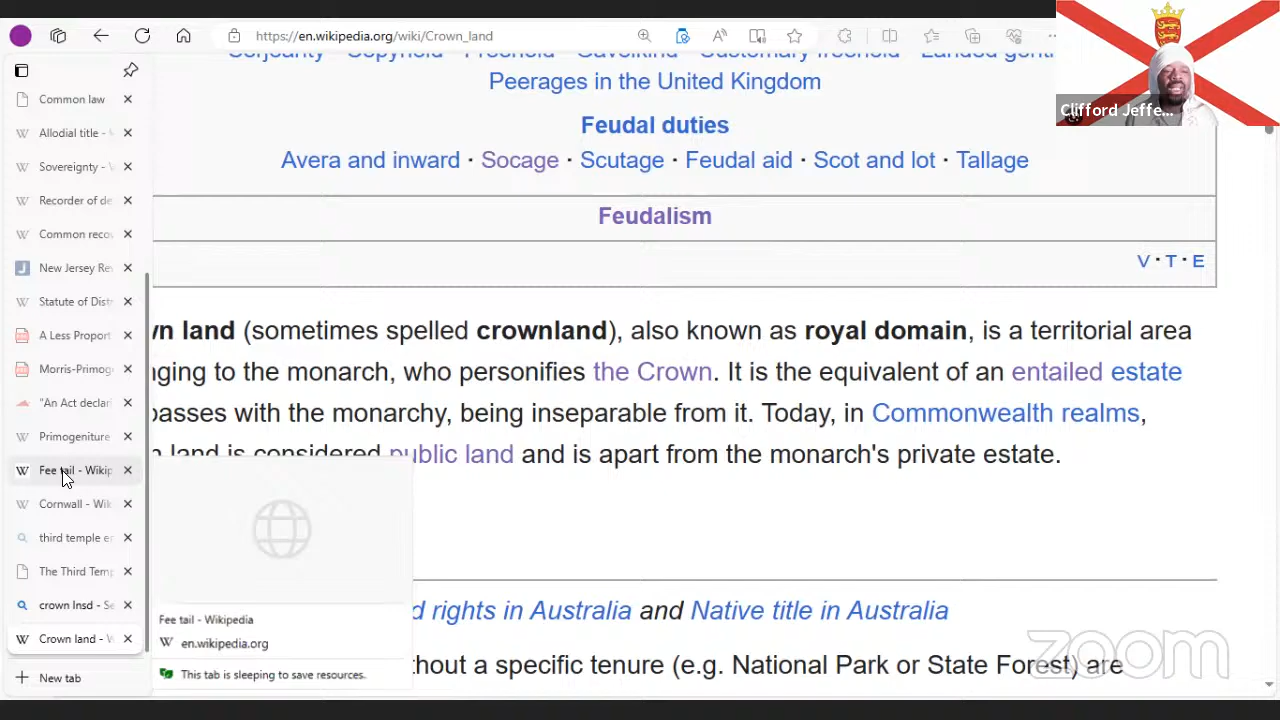 https://en.wikipedia.org/wiki/Crown_land
Clifford Jeffe...
Common law
Allodial title -
Sovereignty -
Recorder of de
Common reco
New Jersey Re
Statute of Dist
A Less Proport
Morris-Primog
"An Act declar
Primogeniture
Fee tail - Wikip
Cornwall - Wik
third temple e
The Third Temp
crown lnsd - Se
Crown land - W
New tab
Serjeanty · Copyhold · Freehold · Gavelkind · Customary freehold · Landed gent
Peerages in the United Kingdom
Feudal duties
Avera and inward · Socage · Scutage · Feudal aid · Scot and lot · Tallage
Feudalism
V · T · E
wn land (sometimes spelled crownland), also known as royal domain, is a territorial area
nging to the monarch, who personifies the Crown. It is the equivalent of an entailed estate
passes with the monarchy, being inseparable from it. Today, in Commonwealth realms,
n land is considered public land and is apart from the monarch's private estate.
Fee tail - Wikipedia
en.wikipedia.org
This tab is sleeping to save resources.
d rights in Australia and Native title in Australia
thout a specific tenure (e.g. National Park or State Forest) are
zoom